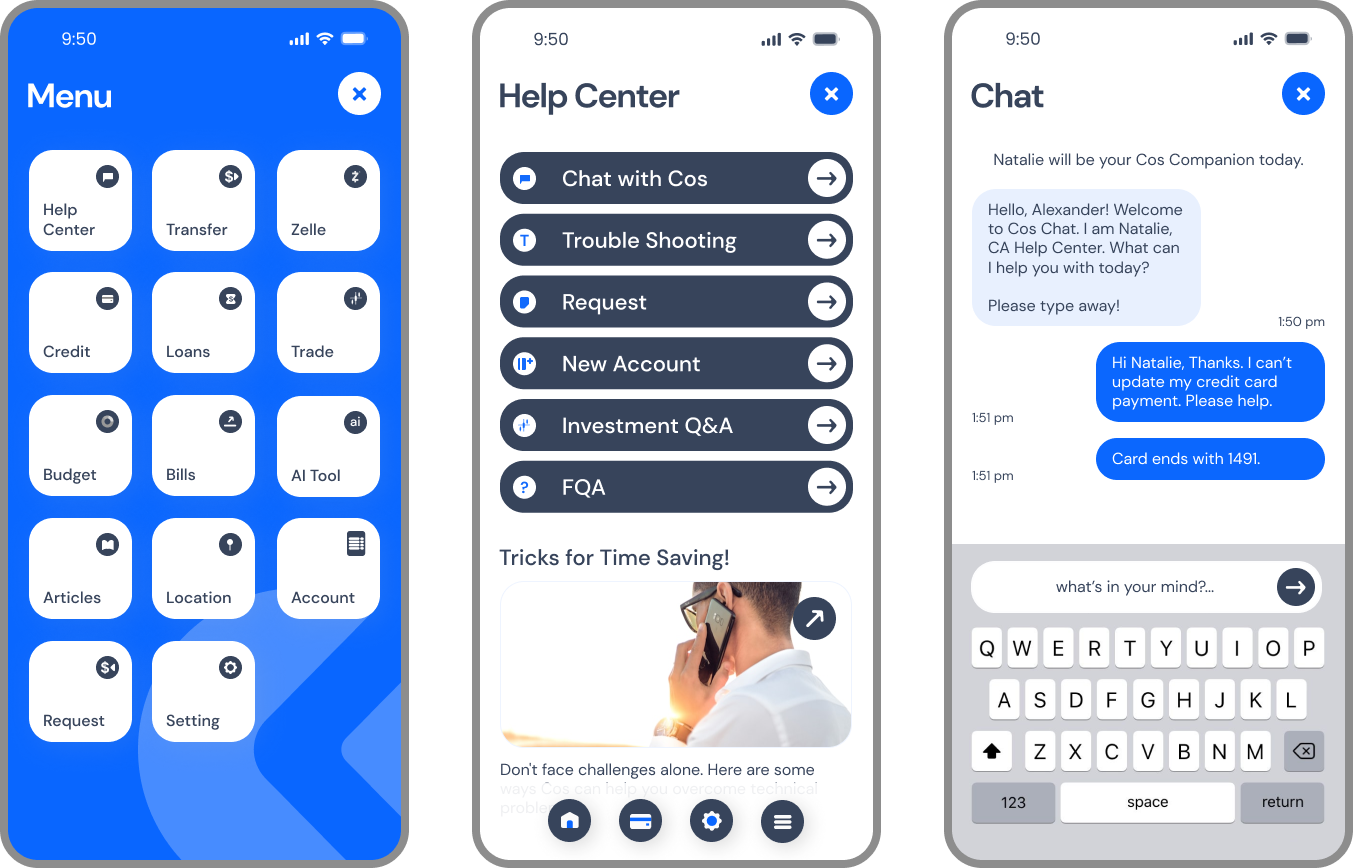 9:50
Menu
Help
Center
Transfer
Zelle
Credit
Loans
Trade
ai
Budget
Bills
AI Tool
Articles
Location
Account
$
Request
Setting
9:50
Help Center
Chat with Cos
T
Trouble Shooting
Request
New Account
Investment Q&A
?
FQA
Tricks for Time Saving!
Don't face challenges alone. Here are some
ways Cos can help you overcome technical
proble
9:50
Chat
Natalie will be your Cos Companion today.
Hello, Alexander! Welcome
to Cos Chat. I am Natalie,
CA Help Center. What can
I help you with today?
Please type away!
1:50 pm
Hi Natalie, Thanks. I can't
update my credit card
payment. Please help.
1:51 pm
Card ends with 1491.
1:51 pm
what's in your mind?...
Q W E R T Y U I O P
A S D F G H J K L
Z X C V B N M
123 space return